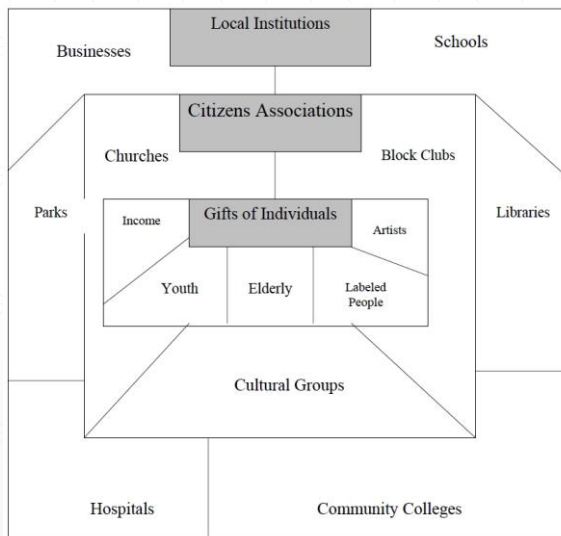 Local Institutions
Businesses
Schools
Citizens Associations
Churches
Block Clubs
Parks
Libraries
Income
Gifts of Individuals
Artists
Youth
Elderly
Labeled
People
Cultural Groups
Hospitals
Community Colleges